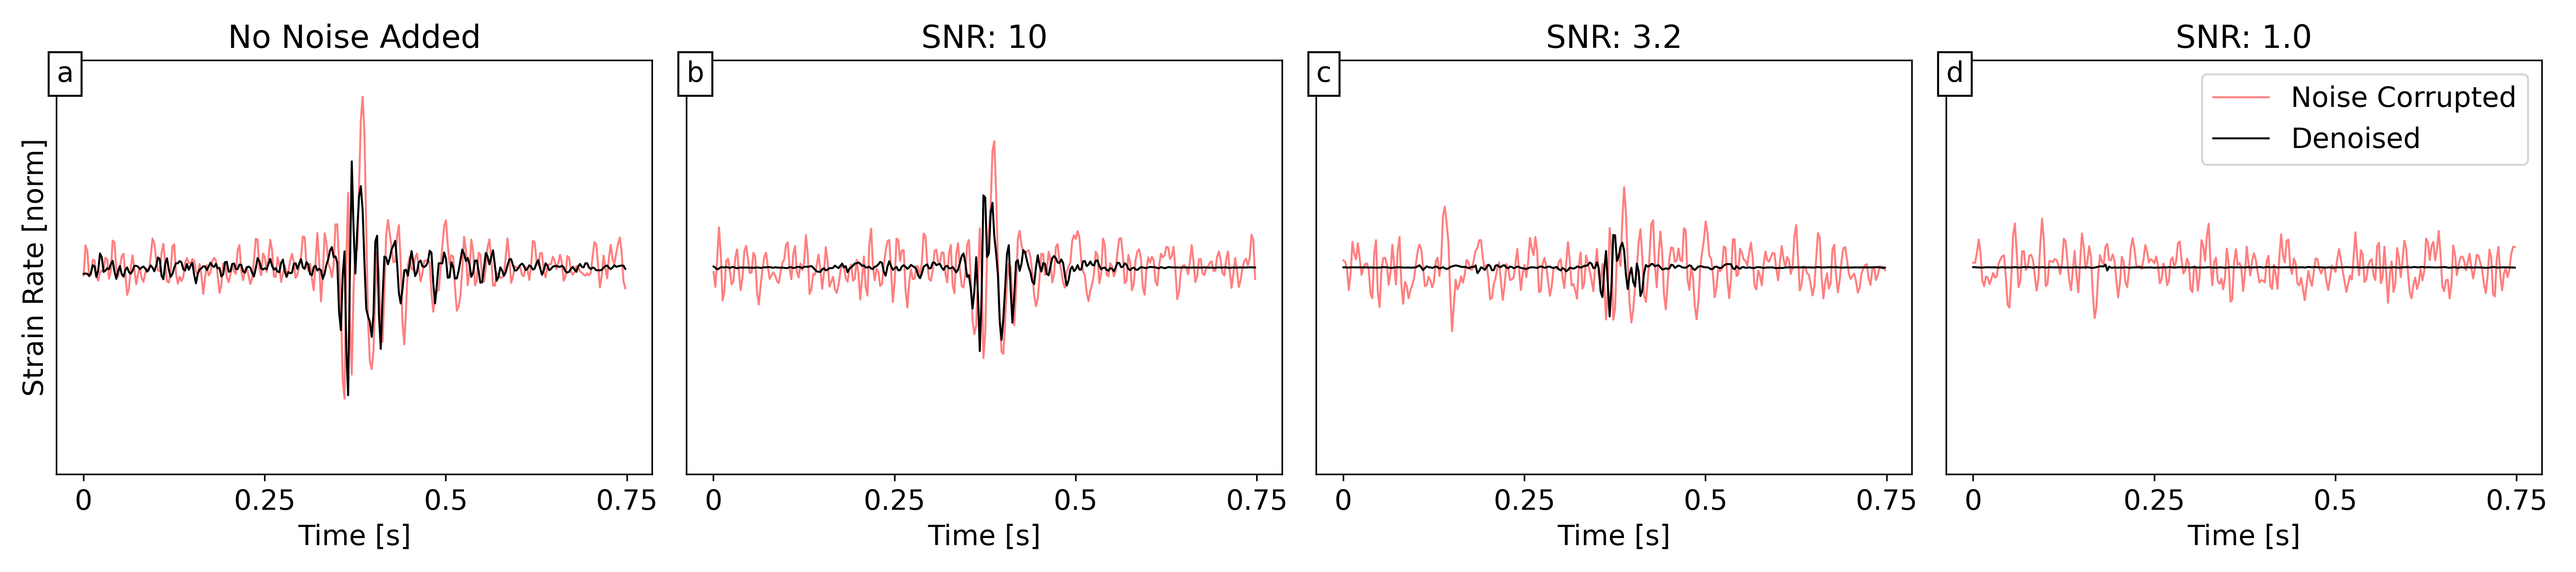 No Noise Added
SNR: 10
SNR: 3.2
SNR: 1.0
a
b
c
d
Noise Corrupted
Denoised
Strain Rate [norm]
0 0.25 0.5 0.75
0 0.25 0.5 0.75
0 0.25 0.5 0.75
0 0.25 0.5 0.75
Time [s]
Time [s]
Time [s]
Time [s]